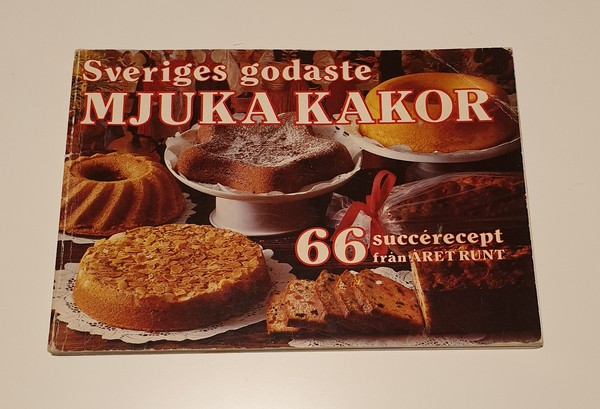 Sveriges godaste
MJUKA KAKOR
66 succérecept
från ÅRET RUNT